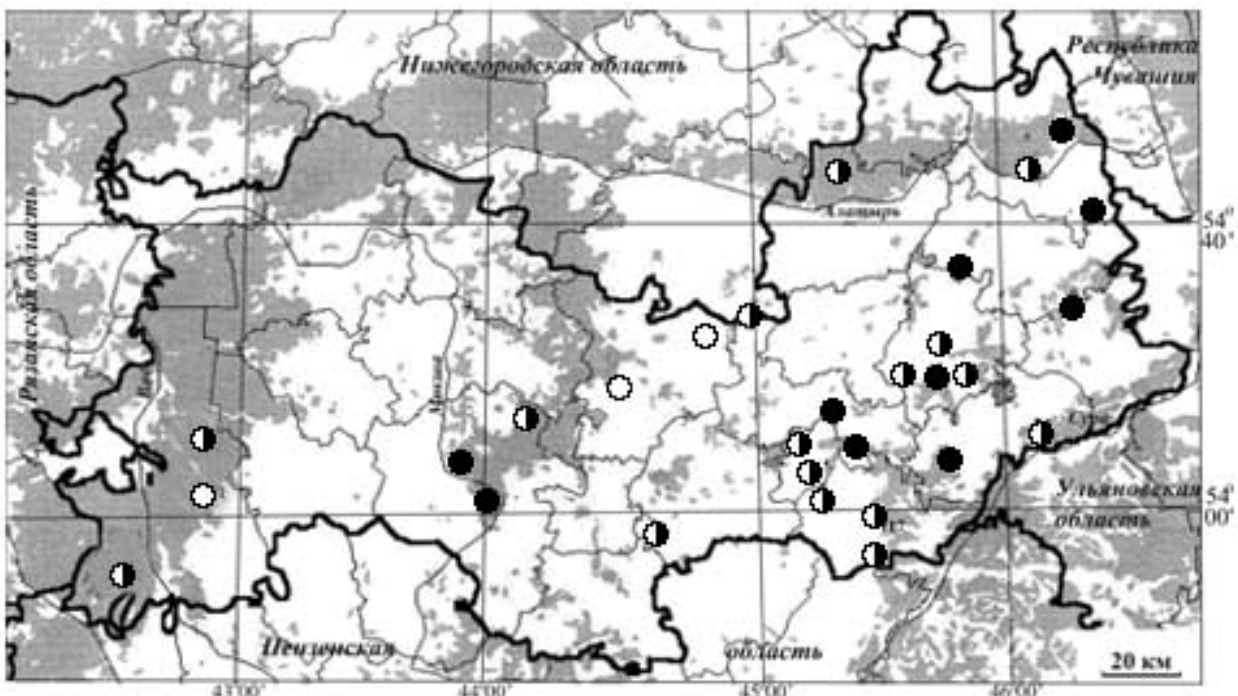 Нижегородская область
Республика
Чувашия
Рязанская область
Алатырь
54°
40'
Мокша
Сура
54°
00'
Ульяновская
область
Пензенская
область
20 км
43°00'
44°00'
45°00'
46°00'